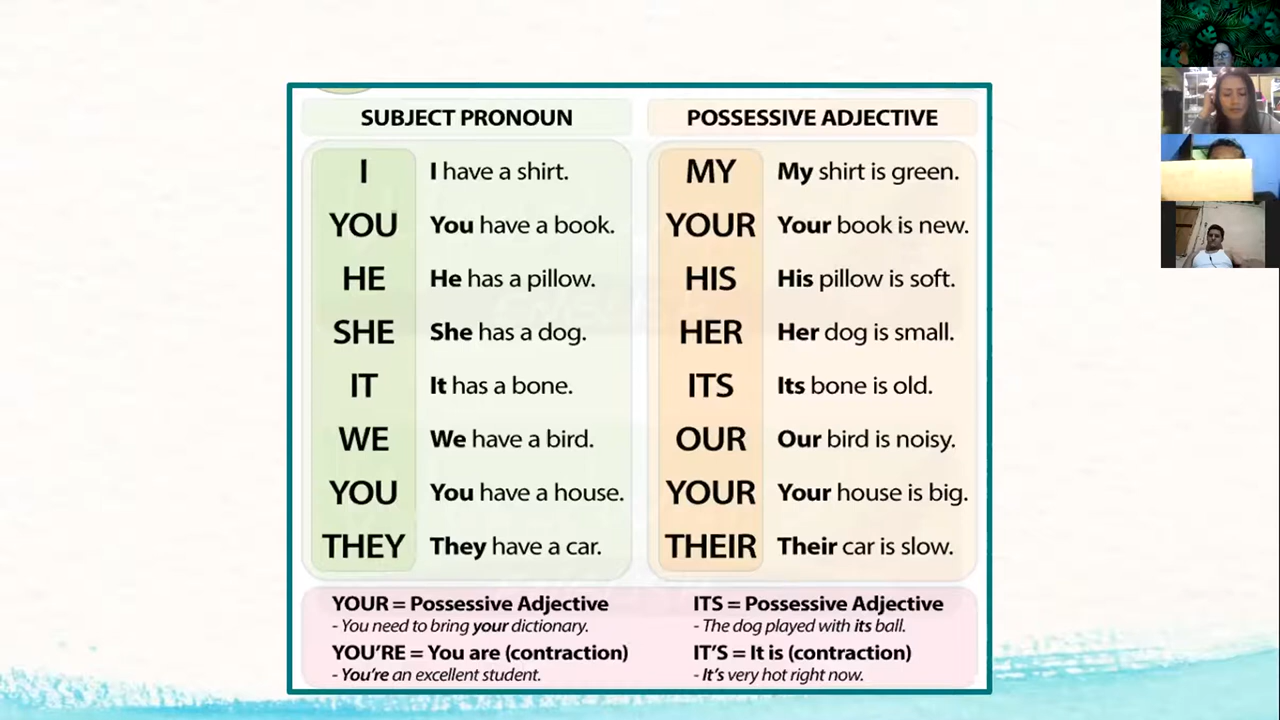 SUBJECT PRONOUN
POSSESSIVE ADJECTIVE
I I have a shirt.
MY My shirt is green.
YOU You have a book.
YOUR Your book is new.
HE He has a pillow.
HIS His pillow is soft.
SHE She has a dog.
HER Her dog is small.
IT It has a bone.
ITS Its bone is old.
WE We have a bird.
OUR Our bird is noisy.
YOU You have a house.
YOUR Your house is big.
THEY They have a car.
THEIR Their car is slow.
YOUR = Possessive Adjective
- You need to bring your dictionary.
YOU’RE = You are (contraction)
- You’re an excellent student.
ITS = Possessive Adjective
- The dog played with its ball.
IT’S = It is (contraction)
- It’s very hot right now.